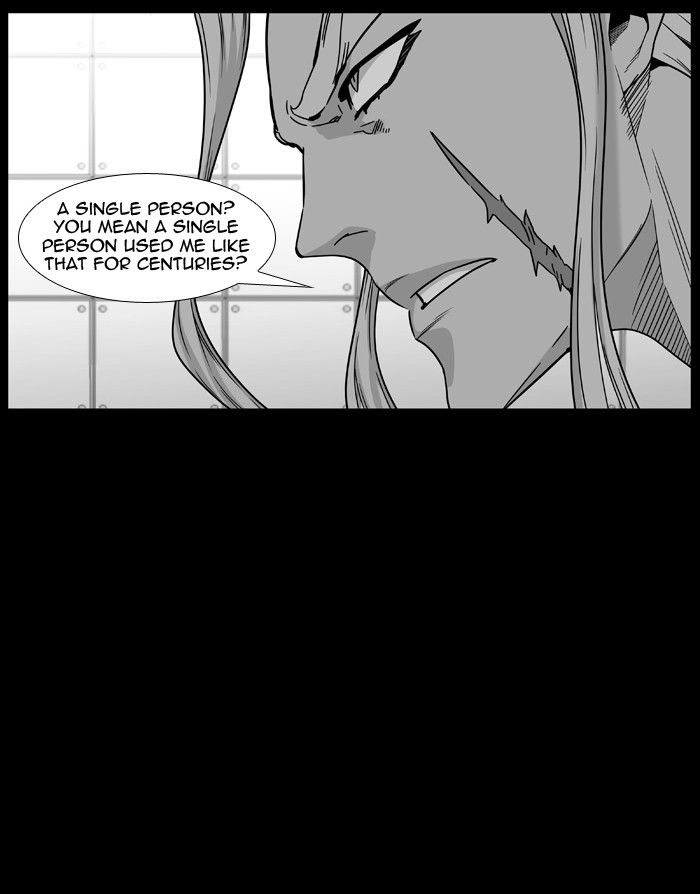 A SINGLE PERSON?
YOU MEAN A SINGLE
PERSON USED ME LIKE
THAT FOR CENTURIES?